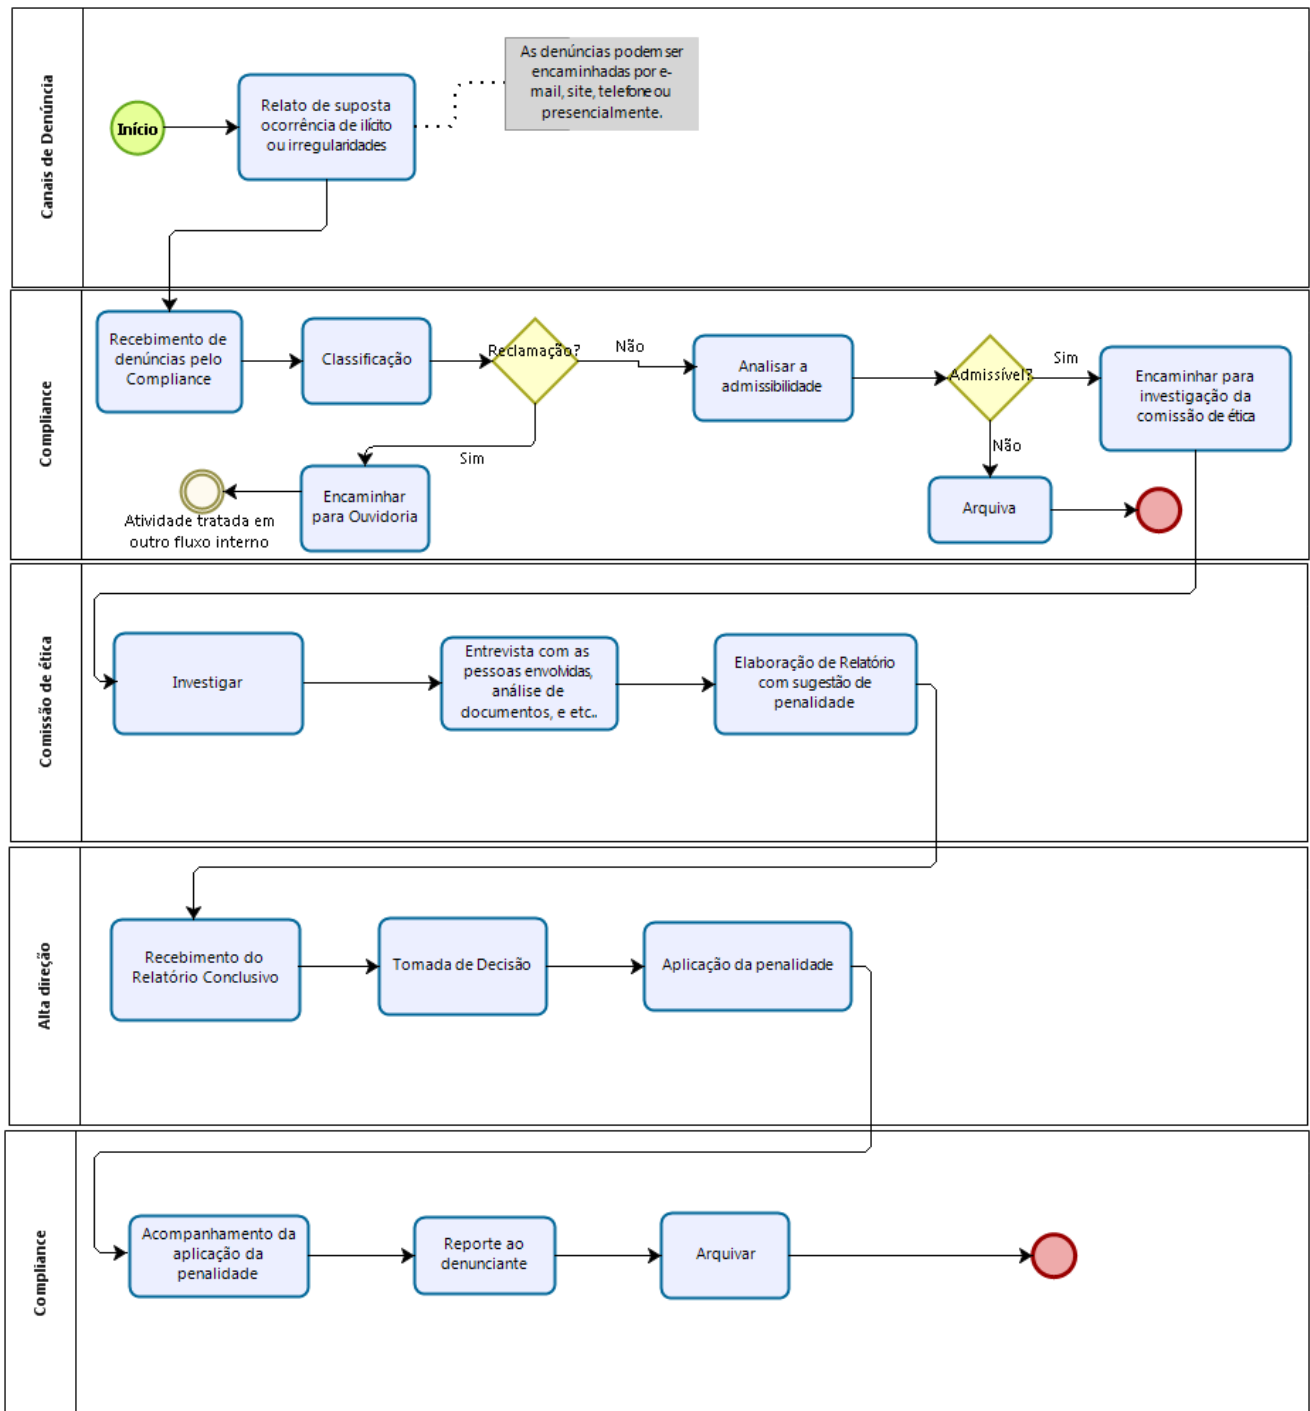 Canais de Denúncia
Início
Relato de suposta
ocorrência de ilícito
ou irregularidades
As denúncias podem ser
encaminhadas por e-
mail, site, telefone ou
presencialmente.
Compliance
Recebimento de
denúncias pelo
Compliance
Classificação
Reclamação?
Não
Sim
Encaminhar
para Ouvidoria
Atividade tratada em
outro fluxo interno
Analisar a
admissibilidade
Admissível?
Sim
Não
Encaminhar para
investigação da
comissão de ética
Arquiva
Comissão de ética
Investigar
Entrevista com as
pessoas envolvidas,
análise de
documentos, e etc..
Elaboração de Relatório
com sugestão de
penalidade
Alta direção
Recebimento do
Relatório Conclusivo
Tomada de Decisão
Aplicação da penalidade
Compliance
Acompanhamento da
aplicação da
penalidade
Reporte ao
denunciante
Arquivar